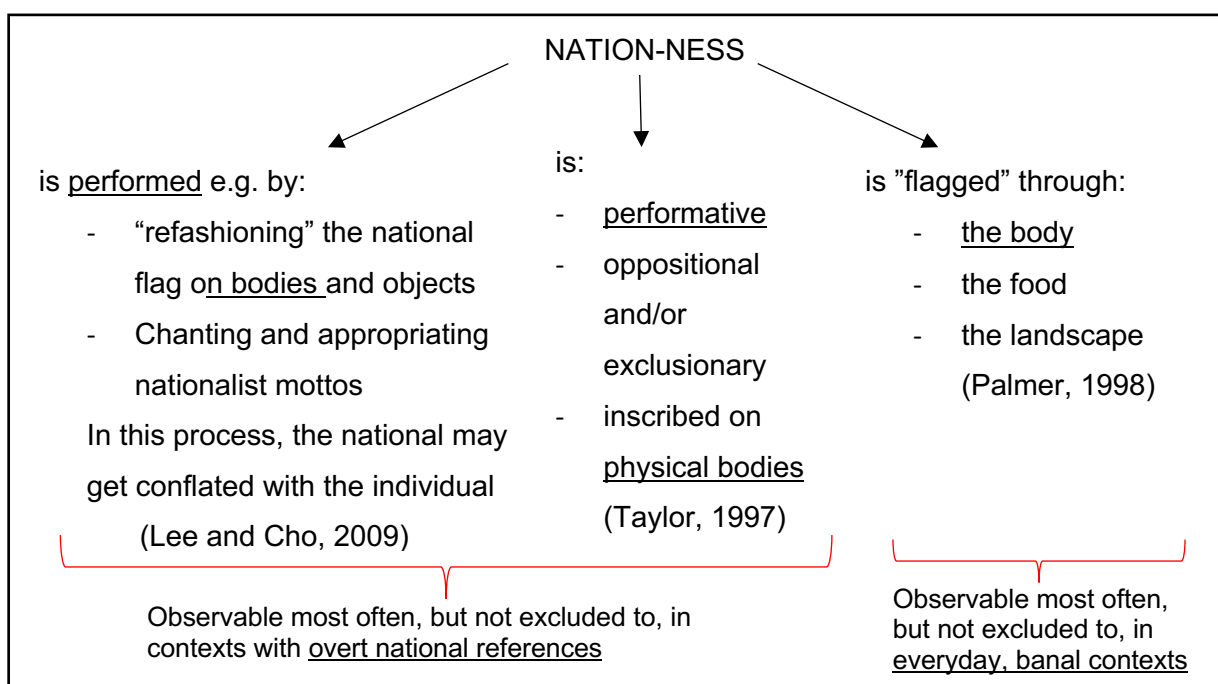 NATION-NESS
is performed e.g. by:
- “refashioning” the national
flag on bodies and objects
- Chanting and appropriating
nationalist mottos
In this process, the national may
get conflated with the individual
(Lee and Cho, 2009)
is:
- performative
- oppositional
and/or
exclusionary
- inscribed on
physical bodies
(Taylor, 1997)
is ”flagged” through:
- the body
- the food
- the landscape
(Palmer, 1998)
Observable most often, but not excluded to, in
contexts with overt national references
Observable most often,
but not excluded to, in
everyday, banal contexts